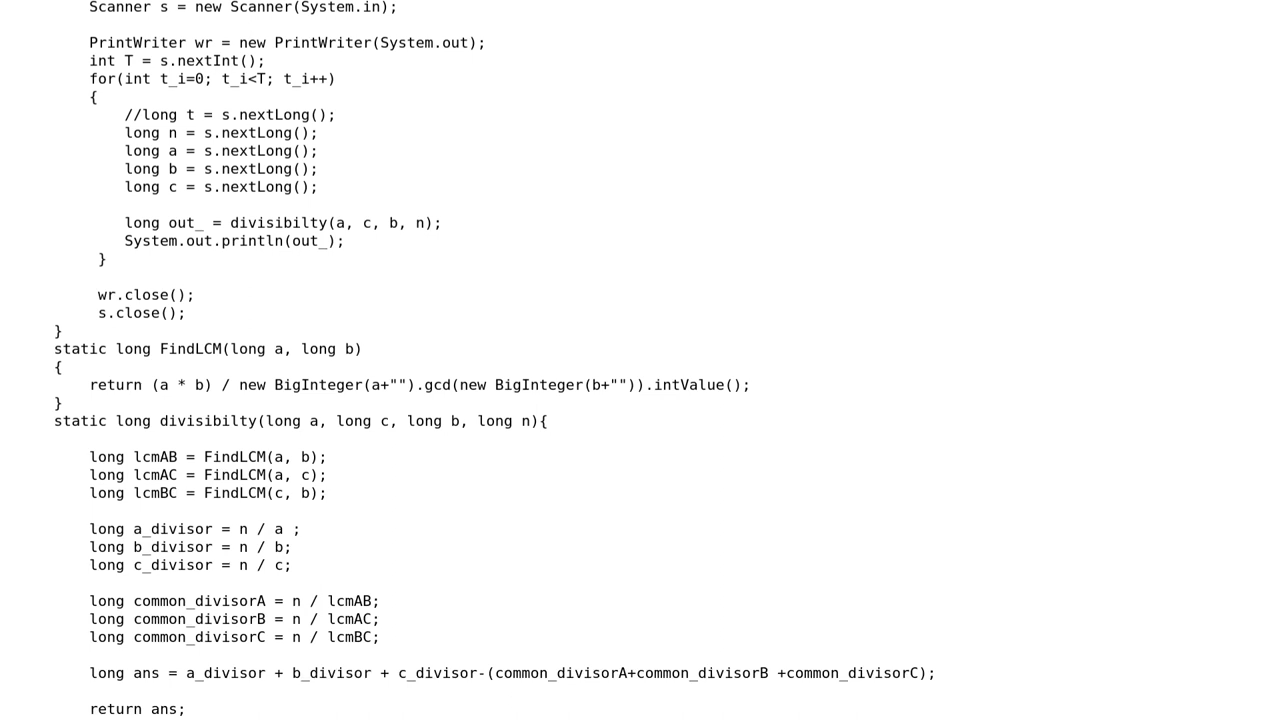 Scanner s = new Scanner(System.in);
PrintWriter wr = new PrintWriter(System.out);
int T = s.nextInt();
for(int t_i=0; t_i<T; t_i++)
{
//long t = s.nextLong();
long n = s.nextLong();
long a = s.nextLong();
long b = s.nextLong();
long c = s.nextLong();
long out_ = divisibilty(a, c, b, n);
System.out.println(out_);
}
wr.close();
s.close();
}
static long FindLCM(long a, long b)
{
return (a * b) / new BigInteger(a+"").gcd(new BigInteger(b+"")).intValue();
}
static long divisibilty(long a, long c, long b, long n){
long lcmAB = FindLCM(a, b);
long lcmAC = FindLCM(a, c);
long lcmBC = FindLCM(c, b);
long a_divisor = n / a ;
long b_divisor = n / b;
long c_divisor = n / c;
long common_divisorA = n / lcmAB;
long common_divisorB = n / lcmAC;
long common_divisorC = n / lcmBC;
long ans = a_divisor + b_divisor + c_divisor-(common_divisorA+common_divisorB +common_divisorC);
return ans;